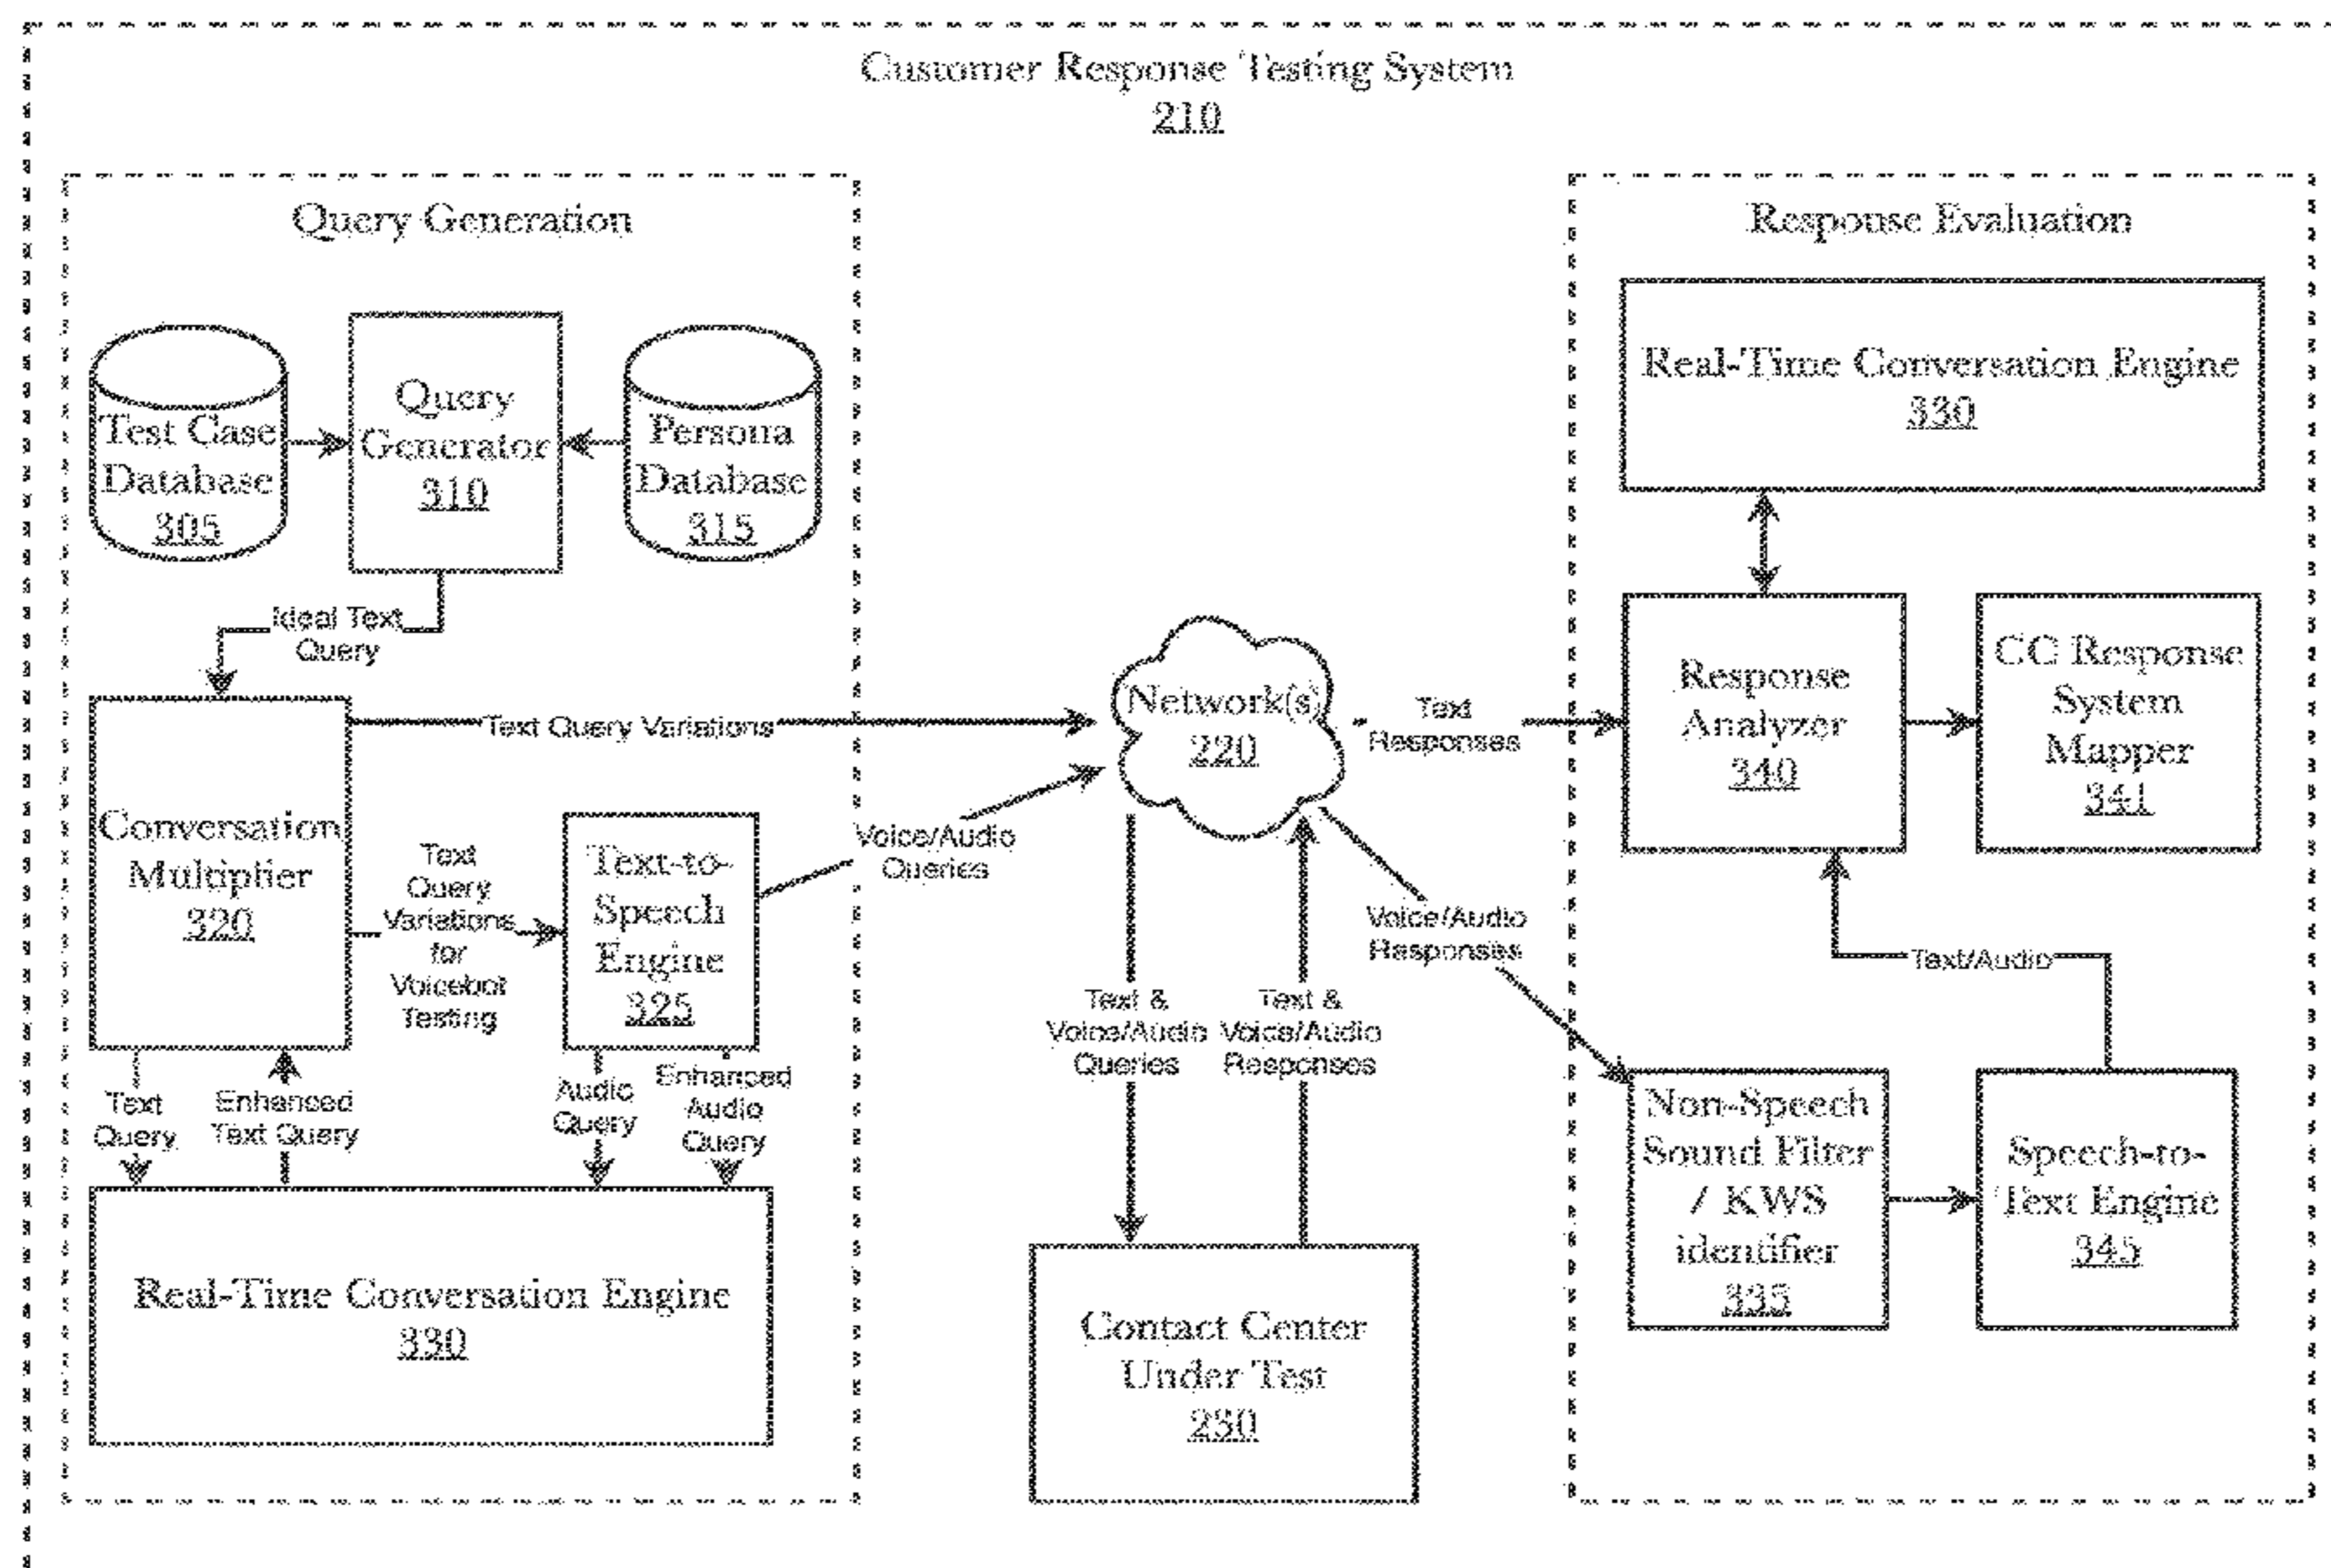 Customer Response Testing System
210
Query Generation
Test Case
Database
305
Query
Generator
310
Persona
Database
315
Ideal Text
Query
Conversation
Multiplier
320
Text Query Variations
Text
Query
Variations
for
Voicebot
Testing
Text-to-
Speech
Engine
325
Voice/Audio
Queries
Text
Query
Enhanced
Text Query
Audio
Query
Enhanced
Audio
Query
Real-Time Conversation Engine
330
Network(s)
220
Text &
Voice/Audio
Queries
Text &
Voice/Audio
Responses
Contact Center
Under Test
230
Text
Responses
Voice/Audio
Responses
Response Evaluation
Real-Time Conversation Engine
330
Response
Analyzer
340
CC Response
System
Mapper
341
Text/Audio
Non-Speech
Sound Filter
/ KWS
identifier
335
Speech-to-
Text Engine
345